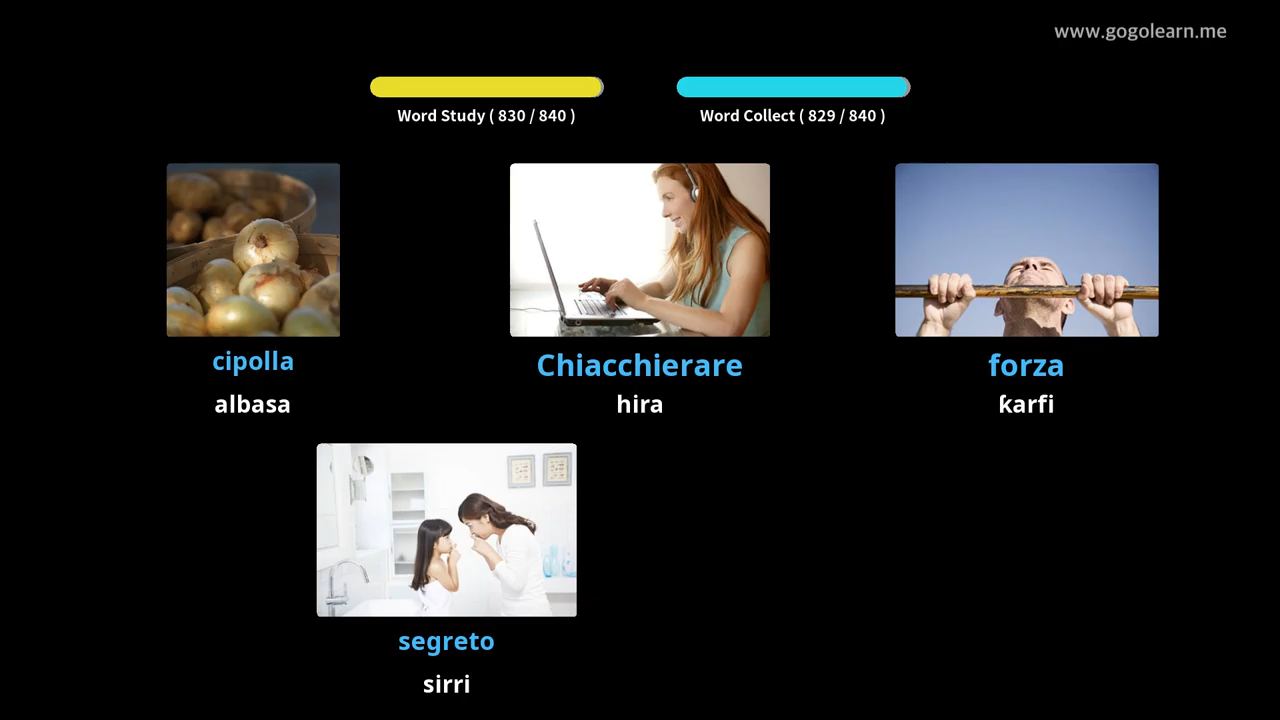 www.gogolearn.me
Word Study ( 830 / 840 )
Word Collect ( 829 / 840 )
cipolla
albasa
Chiacchierare
hira
forza
ƙarfi
segreto
sirri